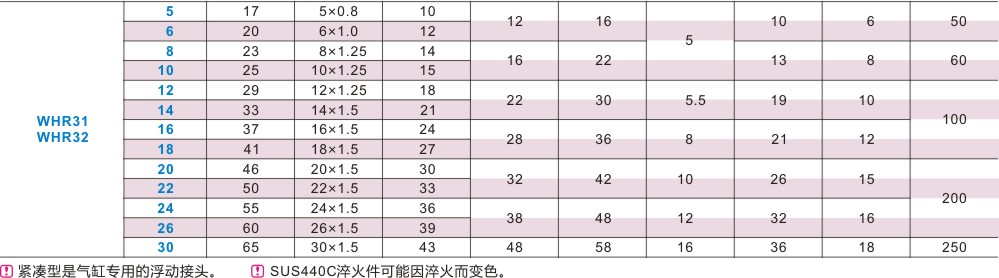 5 17 5×0.8 10 12 16 5 10 6 50
6 20 6×1.0 12
8 23 8×1.25 14 16 22 13 8 60
10 25 10×1.25 15
WHR31
WHR32
12 29 12×1.25 18 22 30 5.5 19 10 100
14 33 14×1.5 21
16 37 16×1.5 24 28 36 8 21 12
18 41 18×1.5 27
20 46 20×1.5 30 32 42 10 26 15 200
22 50 22×1.5 33
24 55 24×1.5 36 38 48 12 32 16
26 60 26×1.5 39
30 65 30×1.5 43 48 58 16 36 18 250
! 紧凑型是气缸专用的浮动接头。 ! SUS440C淬火件可能因淬火而变色。